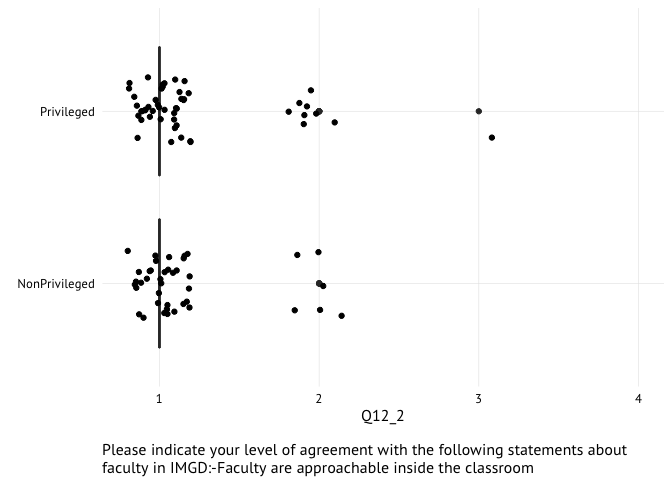 Privileged
NonPrivileged
1 2 3 4
Q12_2
Please indicate your level of agreement with the following statements about
faculty in IMGD:-Faculty are approachable inside the classroom